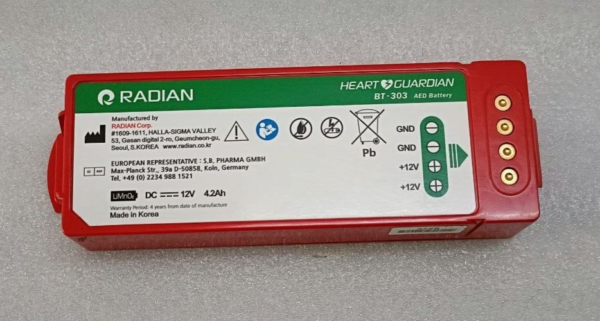 RADIAN
HEART GUARDIAN
BT-303 AED Battery
Manufactured by
RADIAN Corp.
#1609-1611, HALLA-SIGMA VALLEY
53, Gasan digital 2-ro, Geumcheon-gu,
Seoul, S.KOREA www.radian.co.kr
Pb
GND
GND
+12V
+12V
EUROPEAN REPRESENTATIVE : S.B. PHARMA GMBH
Max-Planck Str., 39a D-50858, Koln, Germany
Tel, +49 (0) 2234 988 1521
LiMnO₂ DC 12V 4.2Ah
Warranty Period: 4 years from date of manufacture
Made in Korea